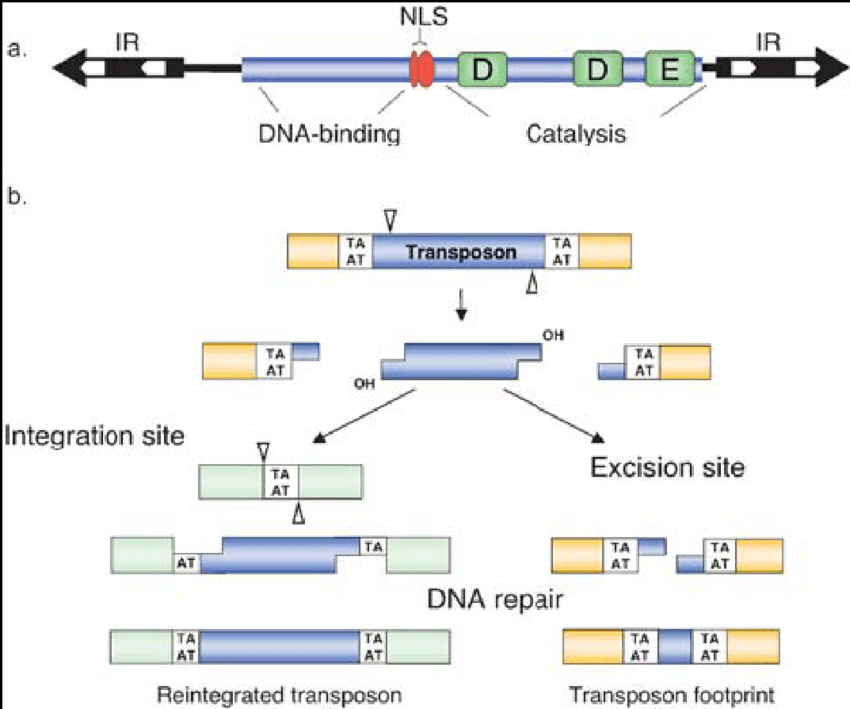 a.
IR
NLS
IR
D
D
E
DNA-binding
Catalysis
b.
TA
AT
Transposon
TA
AT
TA
AT
OH
OH
TA
AT
Integration site
Excision site
TA
AT
AT
TA
TA
AT
TA
AT
DNA repair
TA
AT
TA
AT
TA
AT
TA
AT
Reintegrated transposon
Transposon footprint